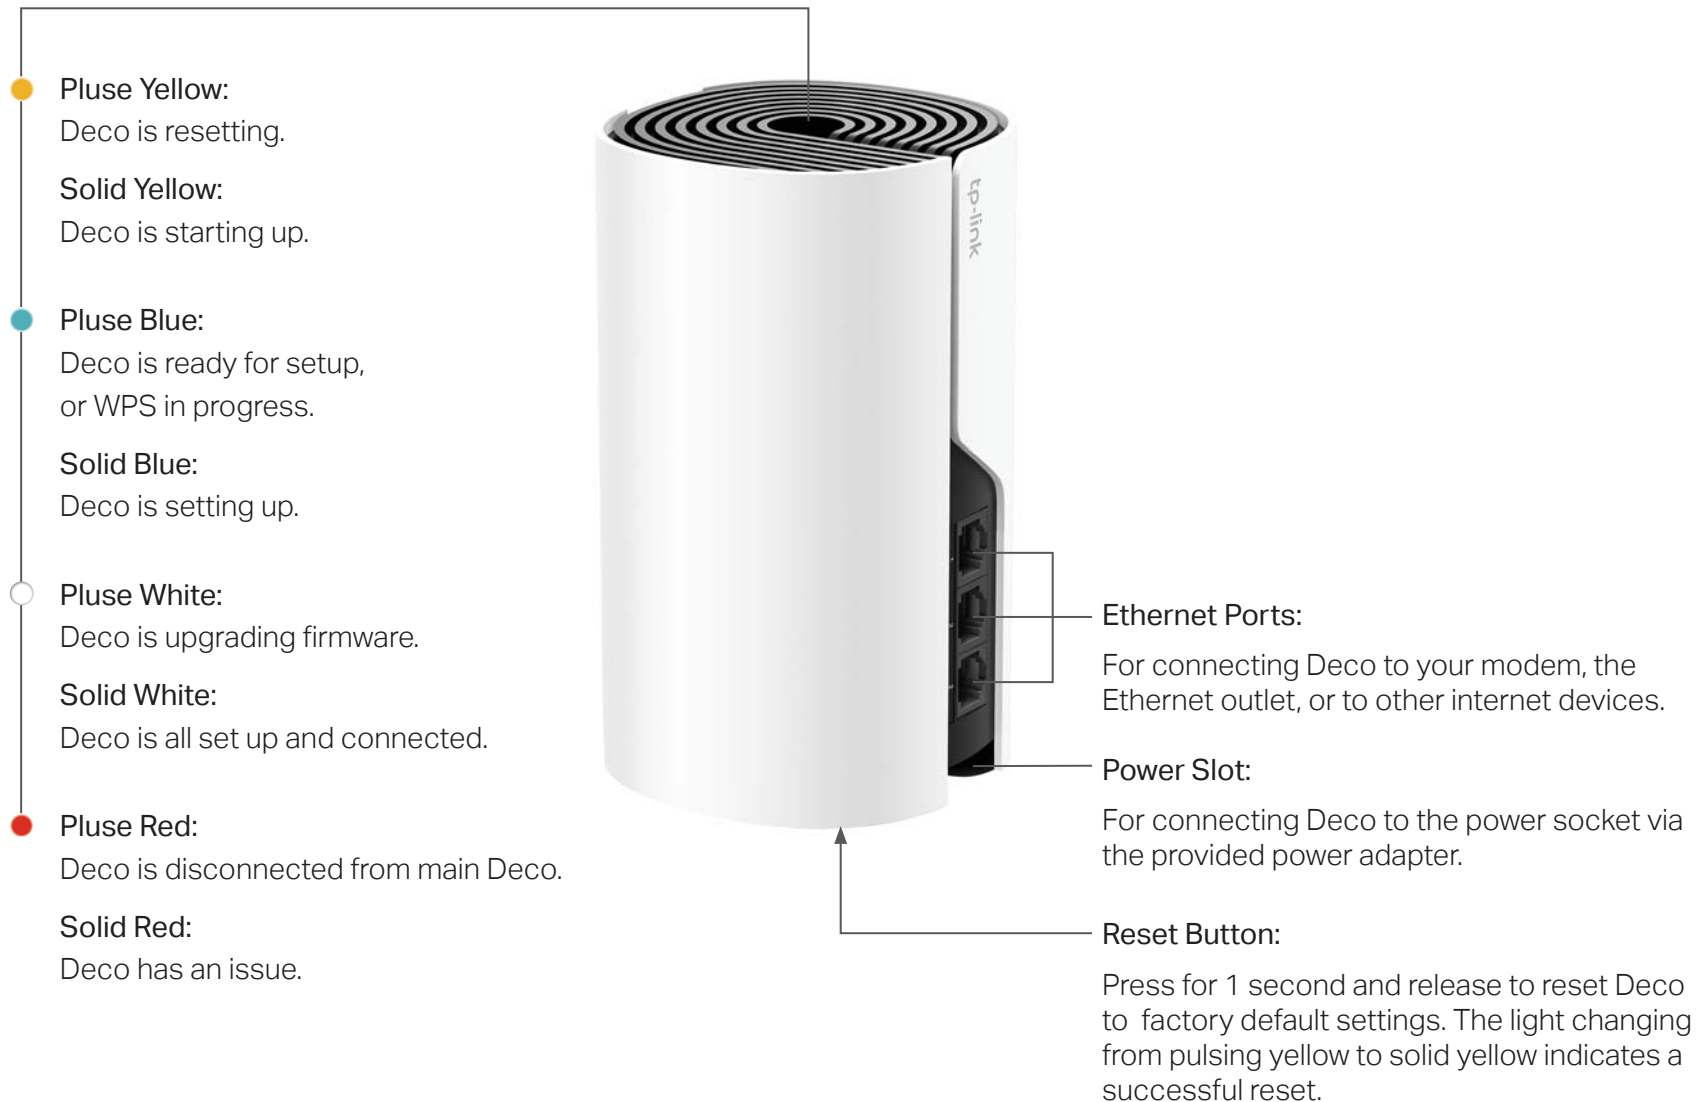 Pluse Yellow:
Deco is resetting.
Solid Yellow:
Deco is starting up.
Pluse Blue:
Deco is ready for setup,
or WPS in progress.
Solid Blue:
Deco is setting up.
Pluse White:
Deco is upgrading firmware.
Solid White:
Deco is all set up and connected.
Pluse Red:
Deco is disconnected from main Deco.
Solid Red:
Deco has an issue.
tp-link
Ethernet Ports:
For connecting Deco to your modem, the
Ethernet outlet, or to other internet devices.
Power Slot:
For connecting Deco to the power socket via
the provided power adapter.
Reset Button:
Press for 1 second and release to reset Deco
to  factory default settings. The light changing
from pulsing yellow to solid yellow indicates a
successful reset.